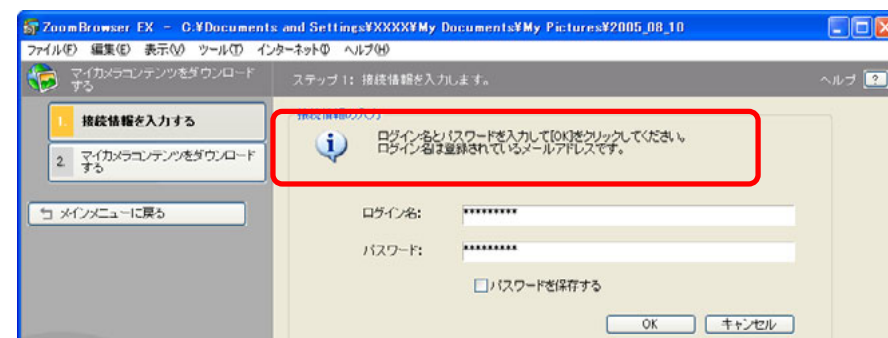 ZoomBrowser EX - C:¥Documents and Settings¥XXXX¥My Documents¥My Pictures¥2005_08_10
ファイル(F) 編集(E) 表示(V) ツール(T) インターネット(I) ヘルプ(H)
マイカメラコンテンツをダウンロード
する
ステップ1: 接続情報を入力します。
ヘルプ ?
1. 接続情報を入力する
2. マイカメラコンテンツをダウンロード
する
メインメニューに戻る
接続情報の入力
ログイン名とパスワードを入力して[OK]をクリックしてください。
ログイン名は登録されているメールアドレスです。
ログイン名: *********
パスワード: *********
パスワードを保存する
OK キャンセル